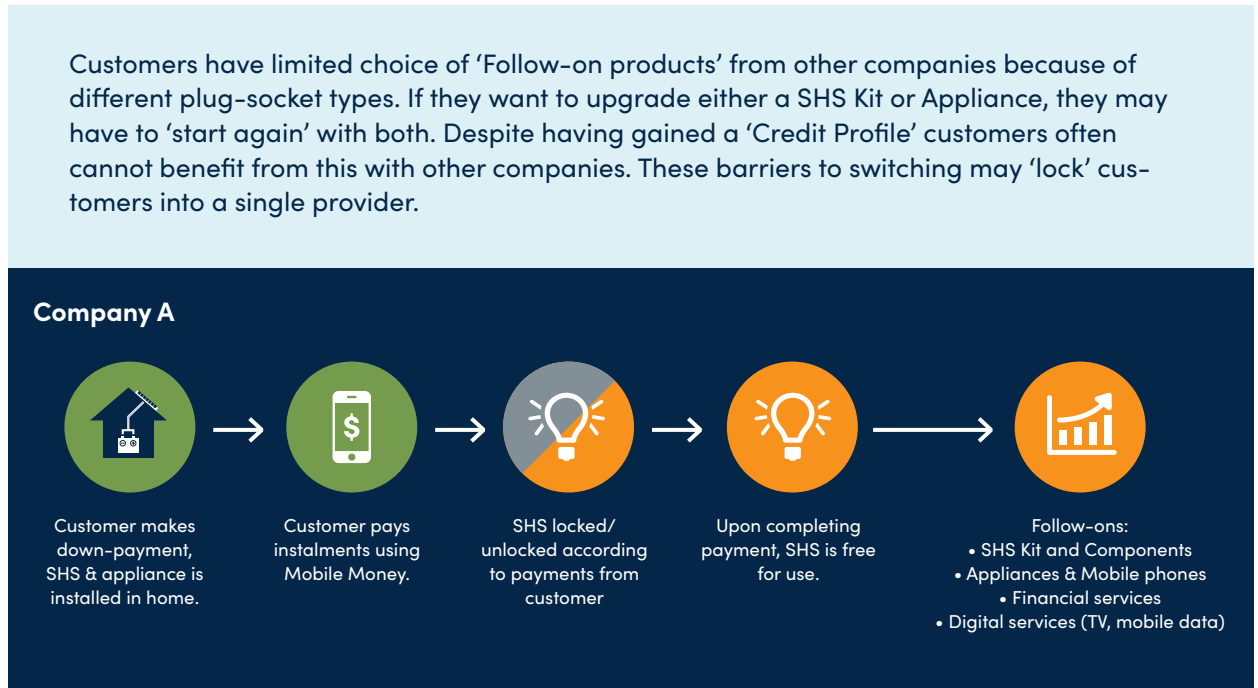 Customers have limited choice of ‘Follow-on products’ from other companies because of
different plug-socket types. If they want to upgrade either a SHS Kit or Appliance, they may
have to ‘start again’ with both. Despite having gained a ‘Credit Profile’ customers often
cannot benefit from this with other companies. These barriers to switching may ‘lock’ cus-
tomers into a single provider.
Company A
$
Customer makes
down-payment,
SHS & appliance is
installed in home.
Customer pays
instalments using
Mobile Money.
SHS locked/
unlocked according
to payments from
customer
Upon completing
payment, SHS is free
for use.
Follow-ons:
• SHS Kit and Components
• Appliances & Mobile phones
• Financial services
• Digital services (TV, mobile data)